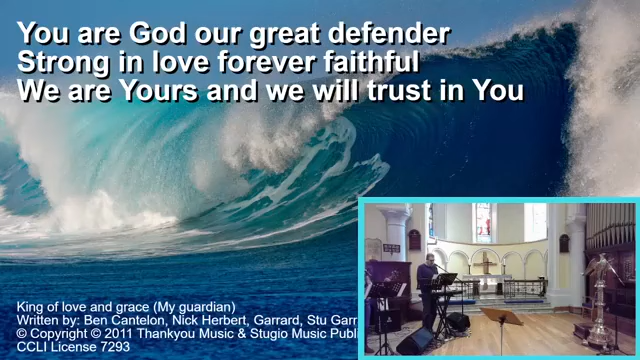 You are God our great defender
Strong in love forever faithful
We are Yours and we will trust in You
King of love and grace (My guardian)
Written by: Ben Cantelon, Nick Herbert, Garrard, Stu Garr
© Copyright © 2011 Thankyou Music & Stugio Music Publi
CCLI License 7293